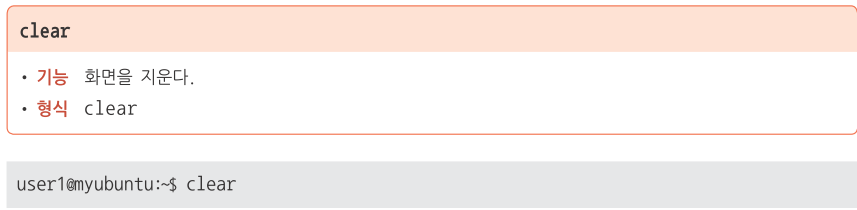 clear
• 기능 화면을 지운다.
• 형식 clear
user1@myubuntu:~$ clear